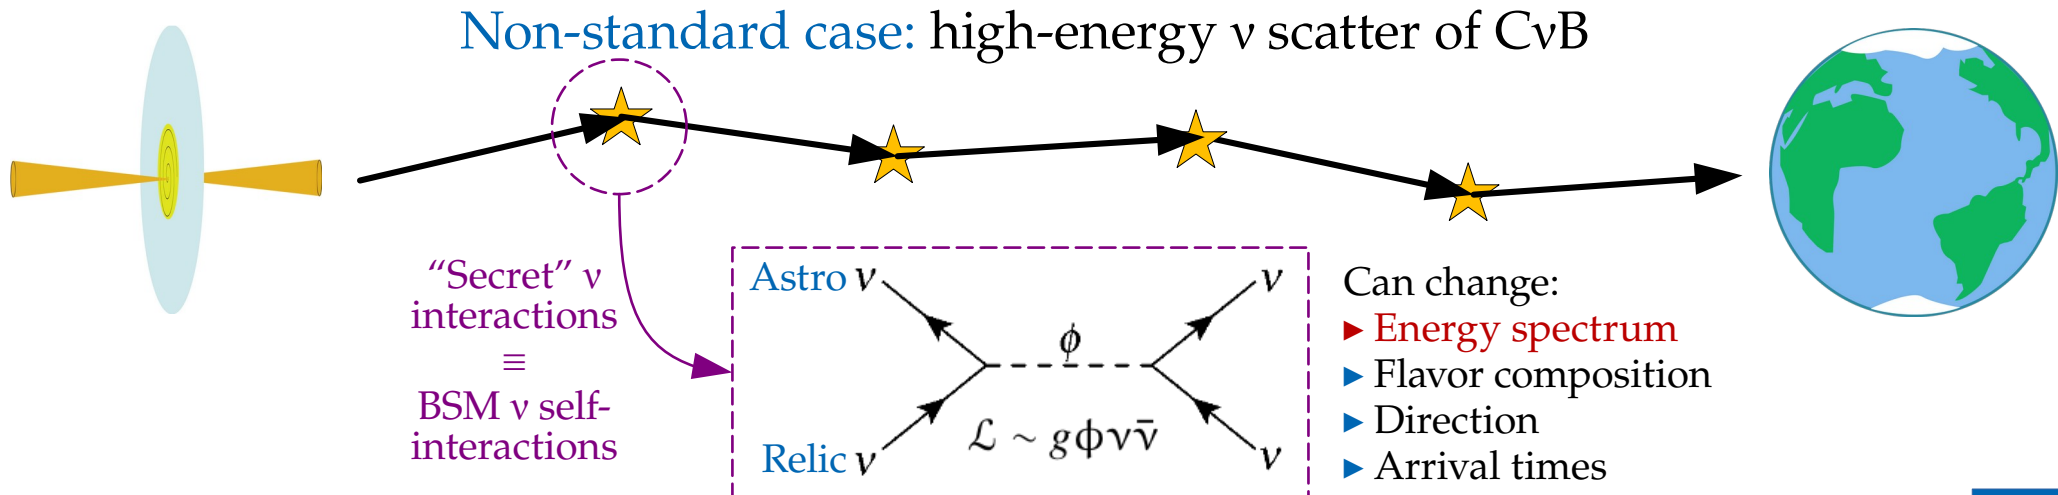 Non-standard case: high-energy ν scatter of CνB
“Secret” ν
interactions
≡
BSM ν self-
interactions
Astro ν
ν
ϕ
ℒ ~ gϕνν̄
Relic ν
ν
Can change:
▸ Energy spectrum
▸ Flavor composition
▸ Direction
▸ Arrival times